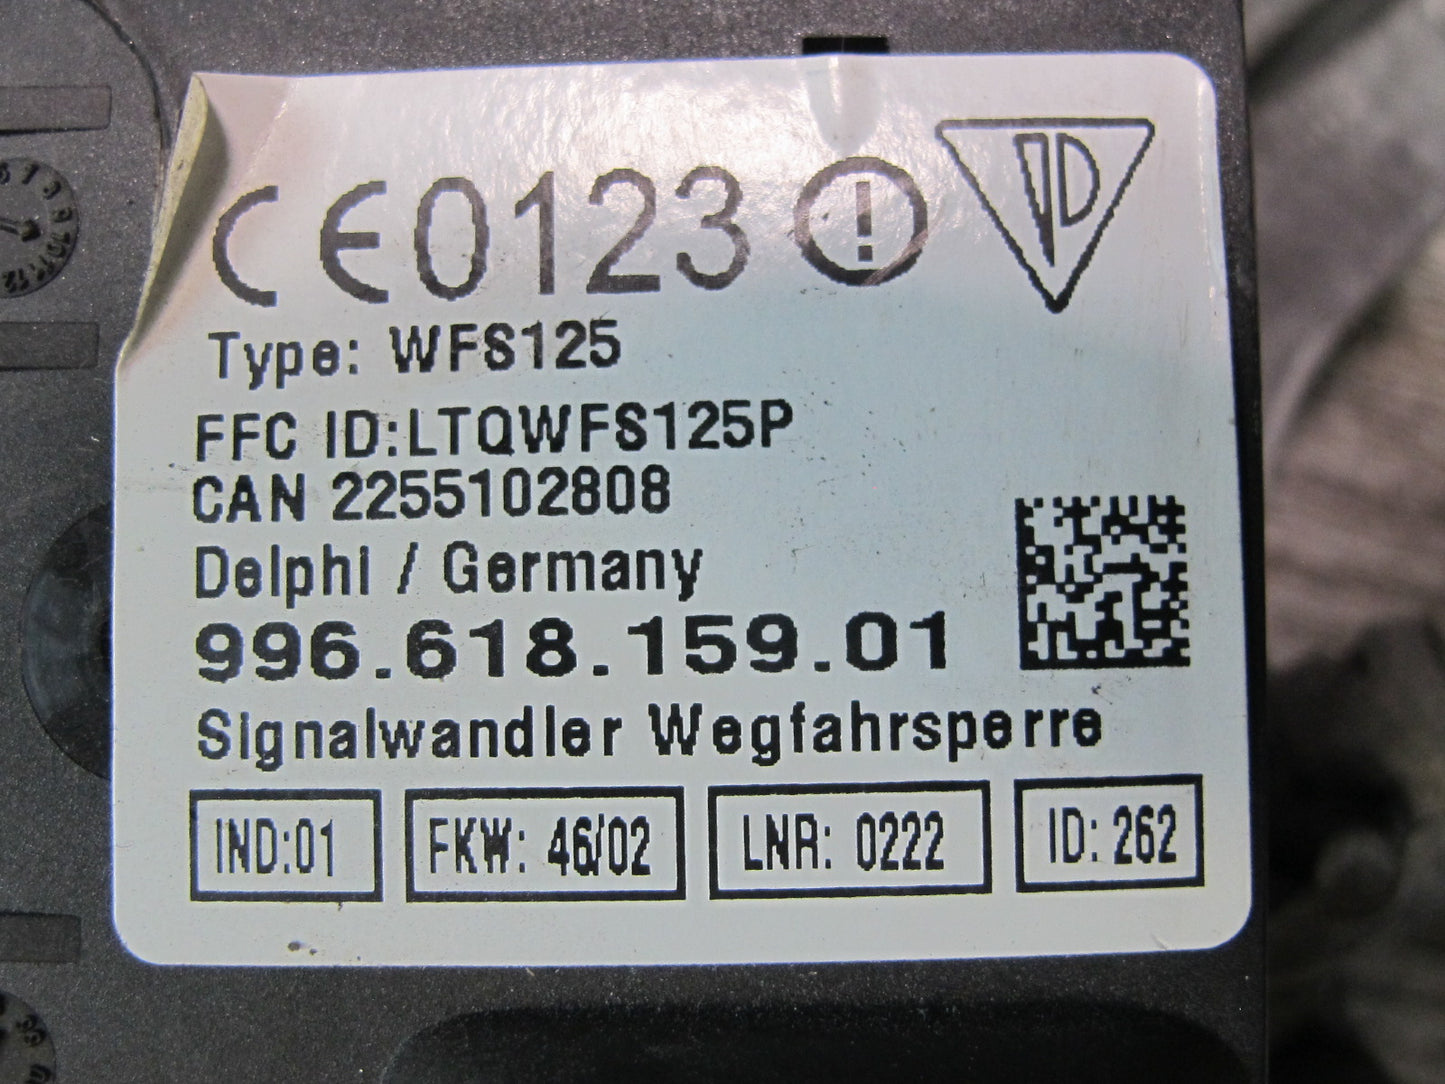 CE0123
Type: WFS125
FFC ID:LTQWFS125P
CAN 2255102808
Delphi / Germany
996.618.159.01
Signalwandler Wegfahrsperre
IND:01 FKW: 46/02 LNR: 0222 ID: 262